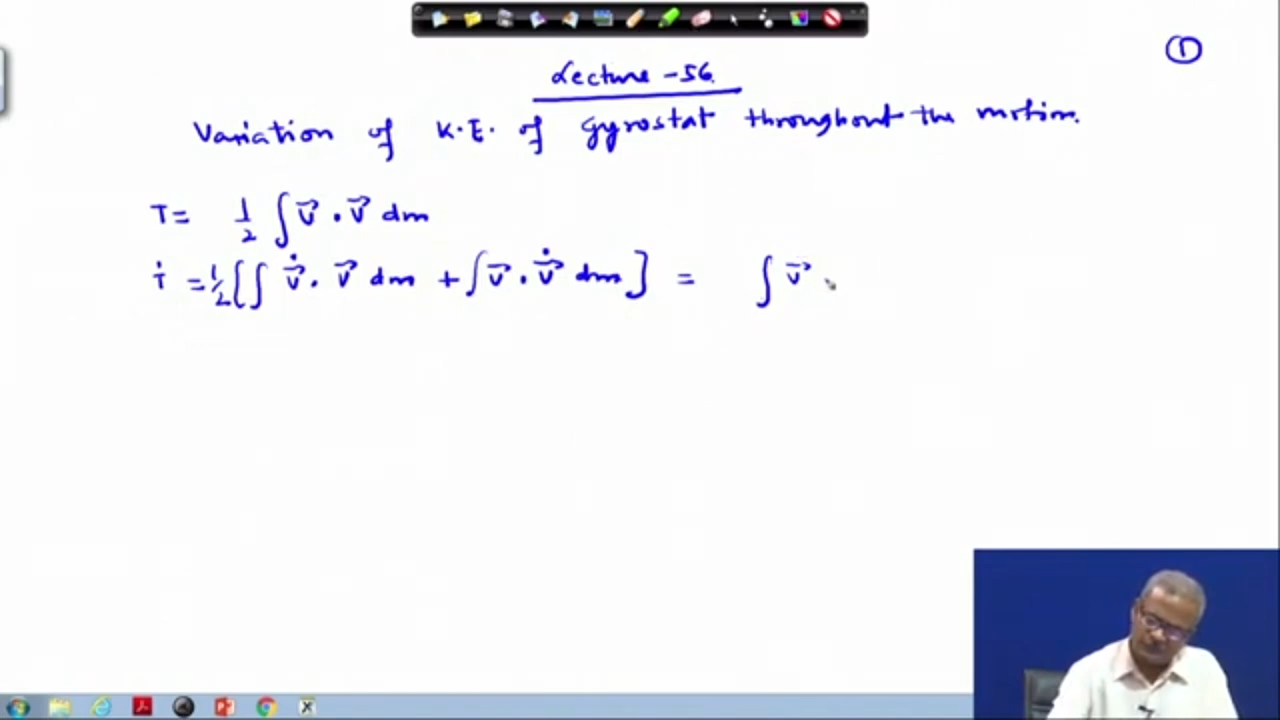 ①
Lecture - 56
Variation of K.E. of Gyrostat throughout the motion.
T = 1/2 ∫ v⃗ . v⃗ dm
Ṫ = 1/2 [ ∫ v⃗̇ . v⃗ dm + ∫ v⃗ . v⃗̇ dm ] = ∫ v⃗ .